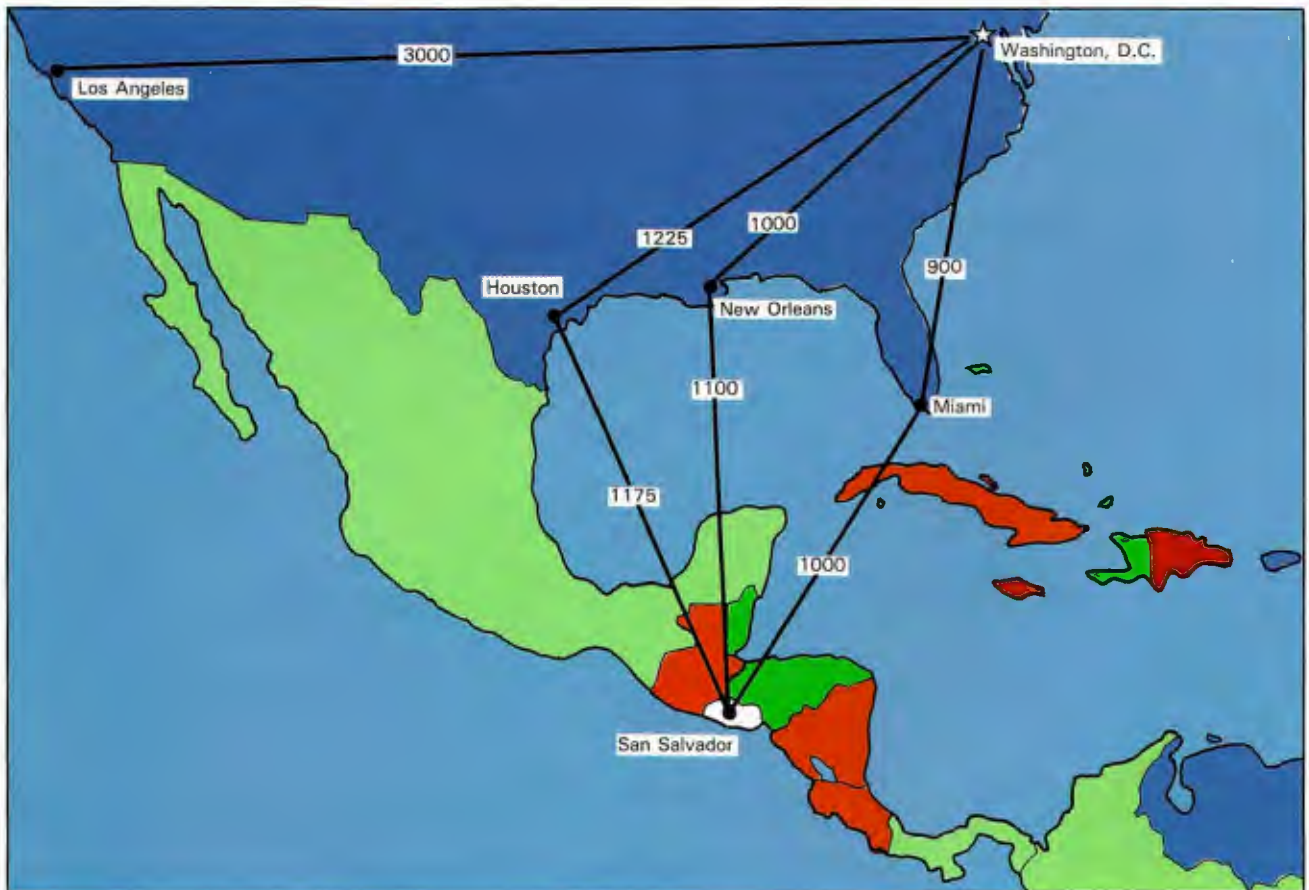 3000
Washington, D.C.
Los Angeles
1225
1000
900
Houston
New Orleans
1100
Miami
1175
1000
San Salvador